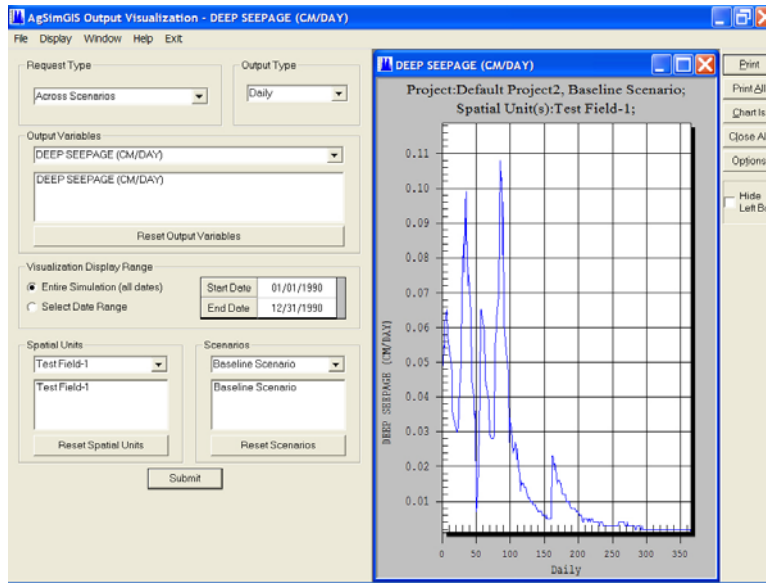 AgSimGIS Output Visualization - DEEP SEEPAGE (CM/DAY)
File Display Window Help Exit
Request Type
Across Scenarios
Output Type
Daily
Output Variables
DEEP SEEPAGE (CM/DAY)
DEEP SEEPAGE (CM/DAY)
Reset Output Variables
Visualization Display Range
Entire Simulation (all dates)
Select Date Range
Start Date 01/01/1990
End Date 12/31/1990
Spatial Units
Test Field-1
Test Field-1
Reset Spatial Units
Scenarios
Baseline Scenario
Baseline Scenario
Reset Scenarios
Submit
DEEP SEEPAGE (CM/DAY)
Project:Default Project2, Baseline Scenario;
Spatial Unit(s):Test Field-1;
DEEP SEEPAGE (CM/DAY)
0.11
0.10
0.09
0.08
0.07
0.06
0.05
0.04
0.03
0.02
0.01
0 50 100 150 200 250 300 350
Daily
Print
Print All
Chart Is
Close Al
Options
Hide
Left B